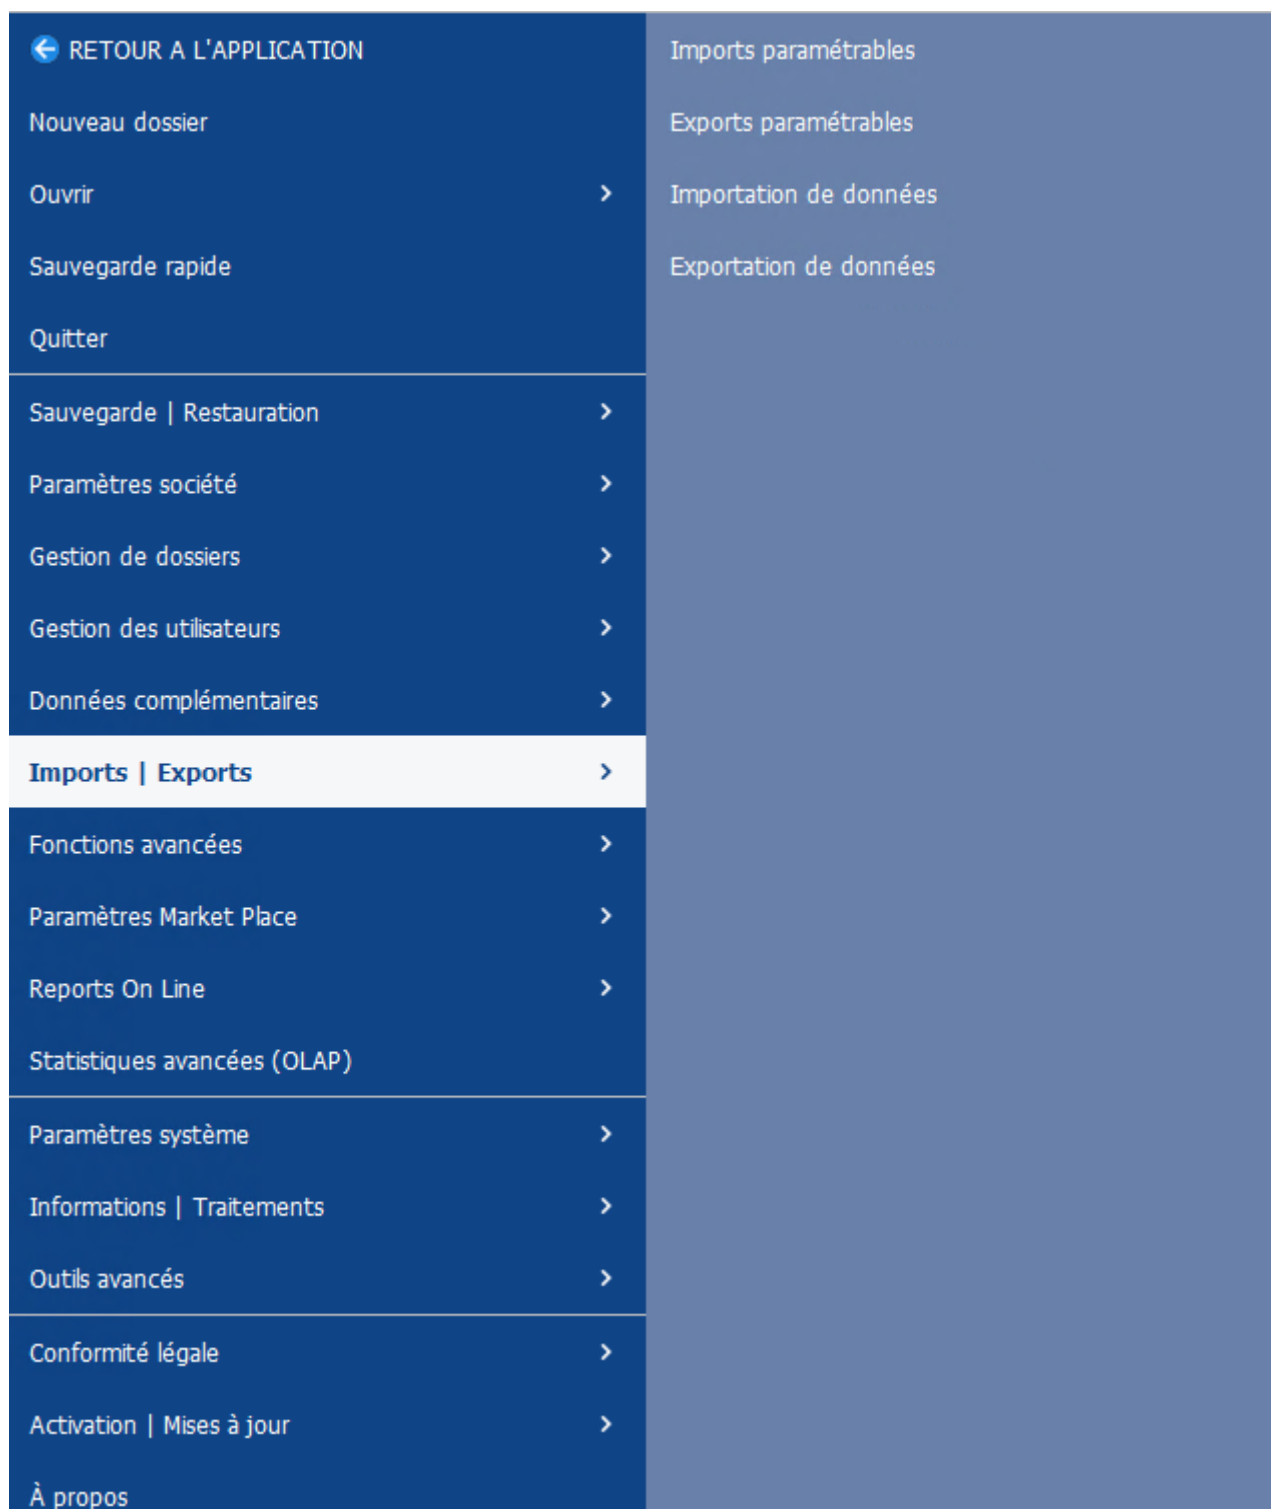 RETOUR A L'APPLICATION
Nouveau dossier
Ouvrir
Sauvegarde rapide
Quitter
Sauvegarde | Restauration
Paramètres société
Gestion de dossiers
Gestion des utilisateurs
Données complémentaires
Imports | Exports
Fonctions avancées
Paramètres Market Place
Reports On Line
Statistiques avancées (OLAP)
Paramètres système
Informations | Traitements
Outils avancés
Conformité légale
Activation | Mises à jour
À propos
Imports paramétrables
Exports paramétrables
Importation de données
Exportation de données